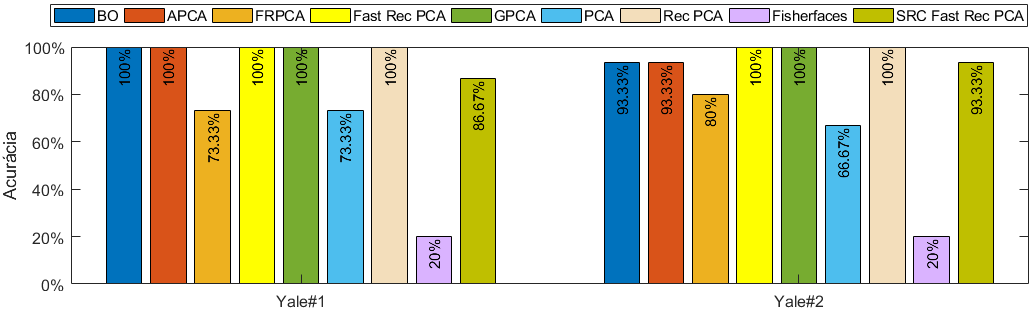 BO APCA FRPCA Fast Rec PCA GPCA PCA Rec PCA Fisherfaces SRC Fast Rec PCA
100%
80%
60%
40%
20%
0%
Acurácia
100% 100% 73.33% 100% 100% 73.33% 100% 20% 86.67%
93.33% 93.33% 80% 100% 100% 66.67% 100% 20% 93.33%
Yale#1 Yale#2